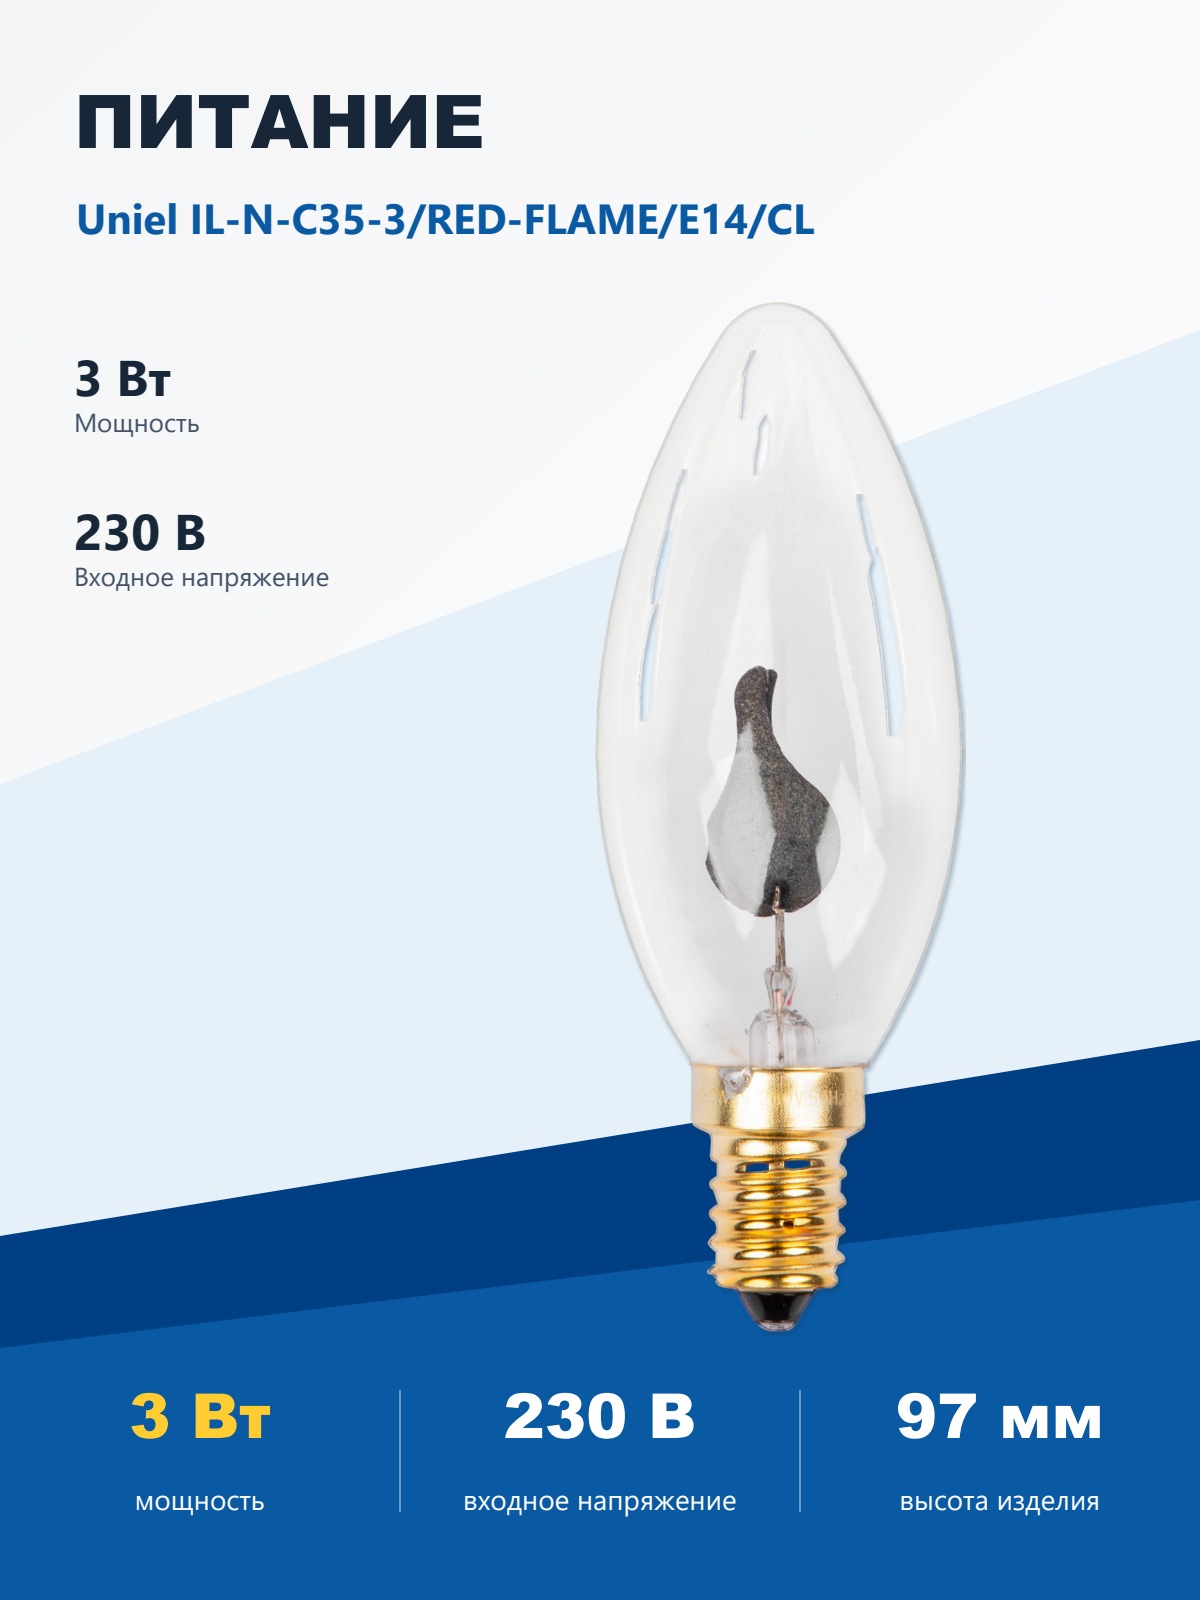 ПИТАНИЕ
Uniel IL-N-C35-3/RED-FLAME/E14/CL
3 Вт
Мощность
230 В
Входное напряжение
3 Вт
мощность
230 В
входное напряжение
97 мм
высота изделия